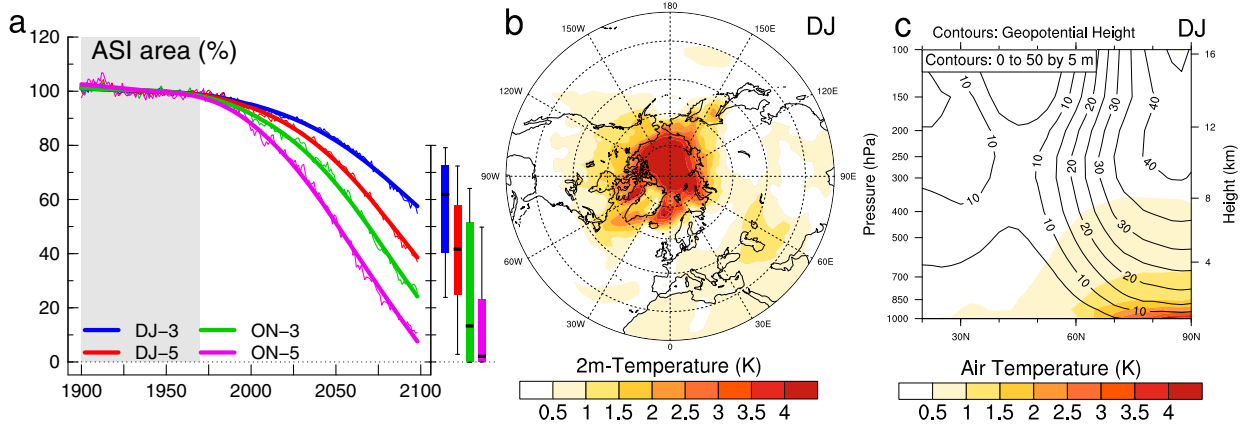 a
ASI area (%)
120
100
80
60
40
20
0
DJ–3
ON–3
DJ–5
ON–5
1900
1950
2000
2050
2100
b
DJ
180
150W
150E
120W
120E
90W
90E
60W
60E
30W
30E
0
2m-Temperature (K)
0.5 1 1.5 2 2.5 3 3.5 4
c
DJ
Contours: Geopotential Height
Contours: 0 to 50 by 5 m
Pressure (hPa)
100
150
200
250
300
400
500
700
850
1000
Height (km)
16
12
8
4
30N
60N
90N
10
10
10
10
10
20
30
40
10
20
30
40
30
20
10
10
Air Temperature (K)
0.5 1 1.5 2 2.5 3 3.5 4